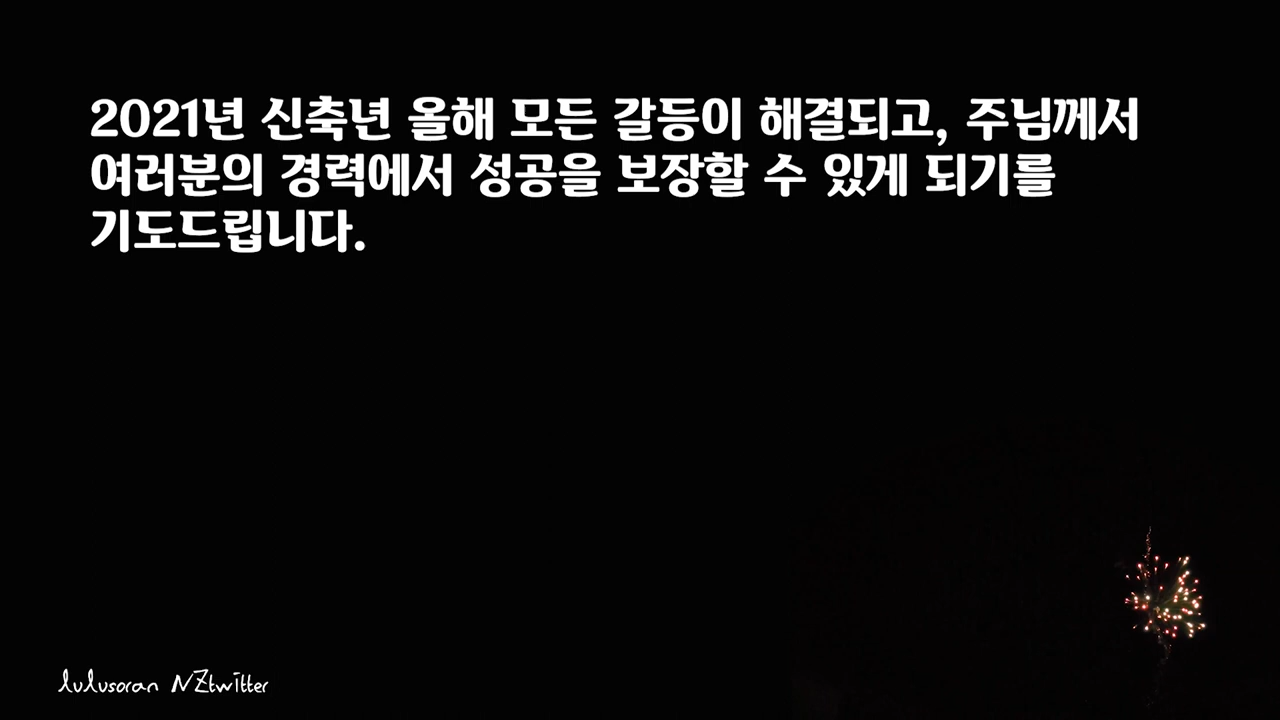 2021년 신축년 올해 모든 갈등이 해결되고, 주님께서
여러분의 경력에서 성공을 보장할 수 있게 되기를
기도드립니다.
lulusoran NZtwitter